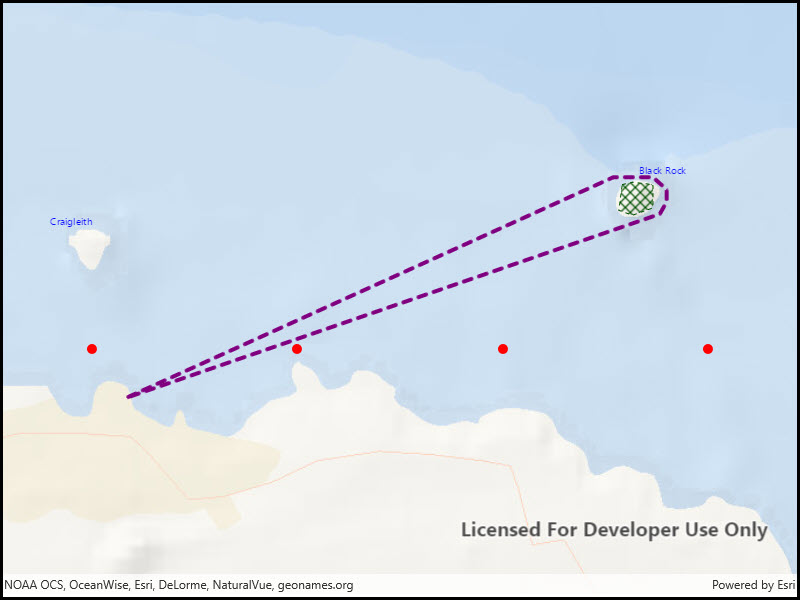 Black Rock
Craigleith
Licensed For Developer Use Only
NOAA OCS, OceanWise, Esri, DeLorme, NaturalVue, geonames.org
Powered by Esri